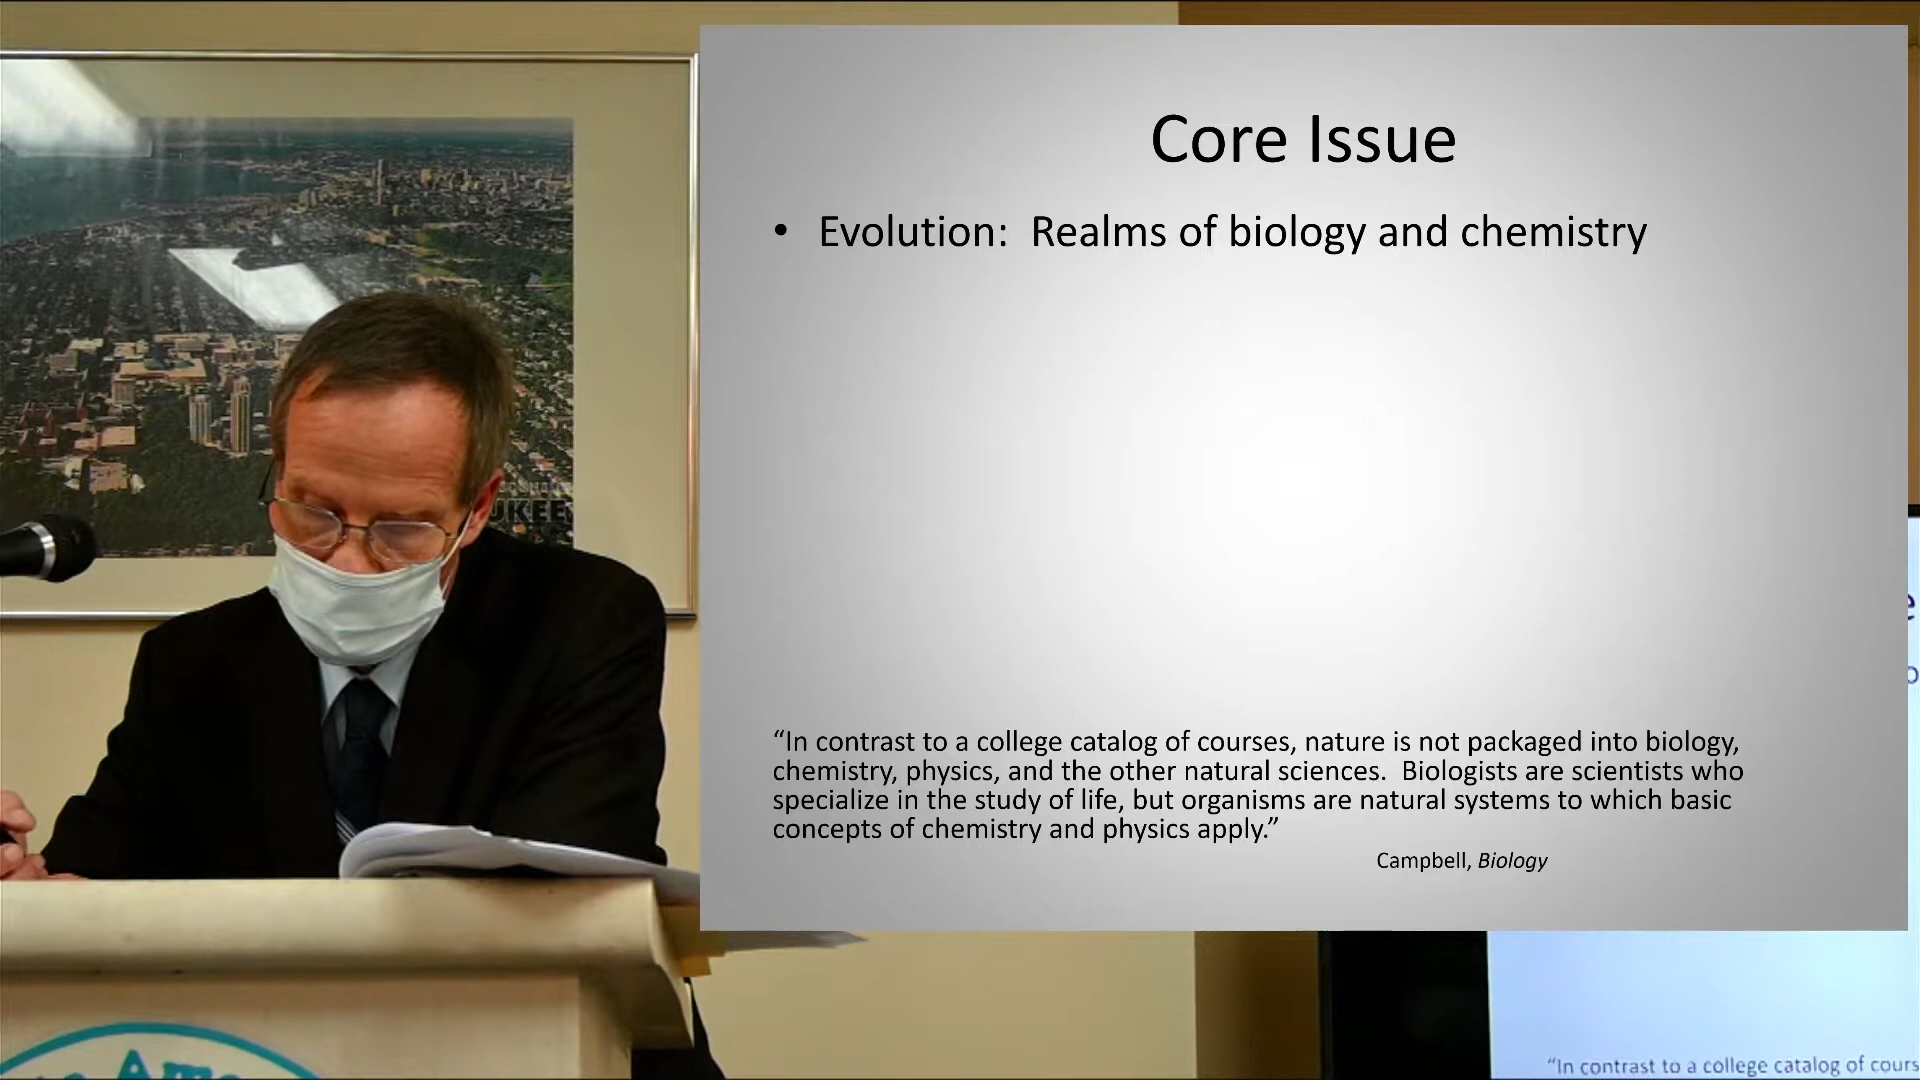 Core Issue
• Evolution: Realms of biology and chemistry
“In contrast to a college catalog of courses, nature is not packaged into biology,
chemistry, physics, and the other natural sciences. Biologists are scientists who
specialize in the study of life, but organisms are natural systems to which basic
concepts of chemistry and physics apply.”
Campbell, Biology
UKEE
“In contrast to a college catalog of cours